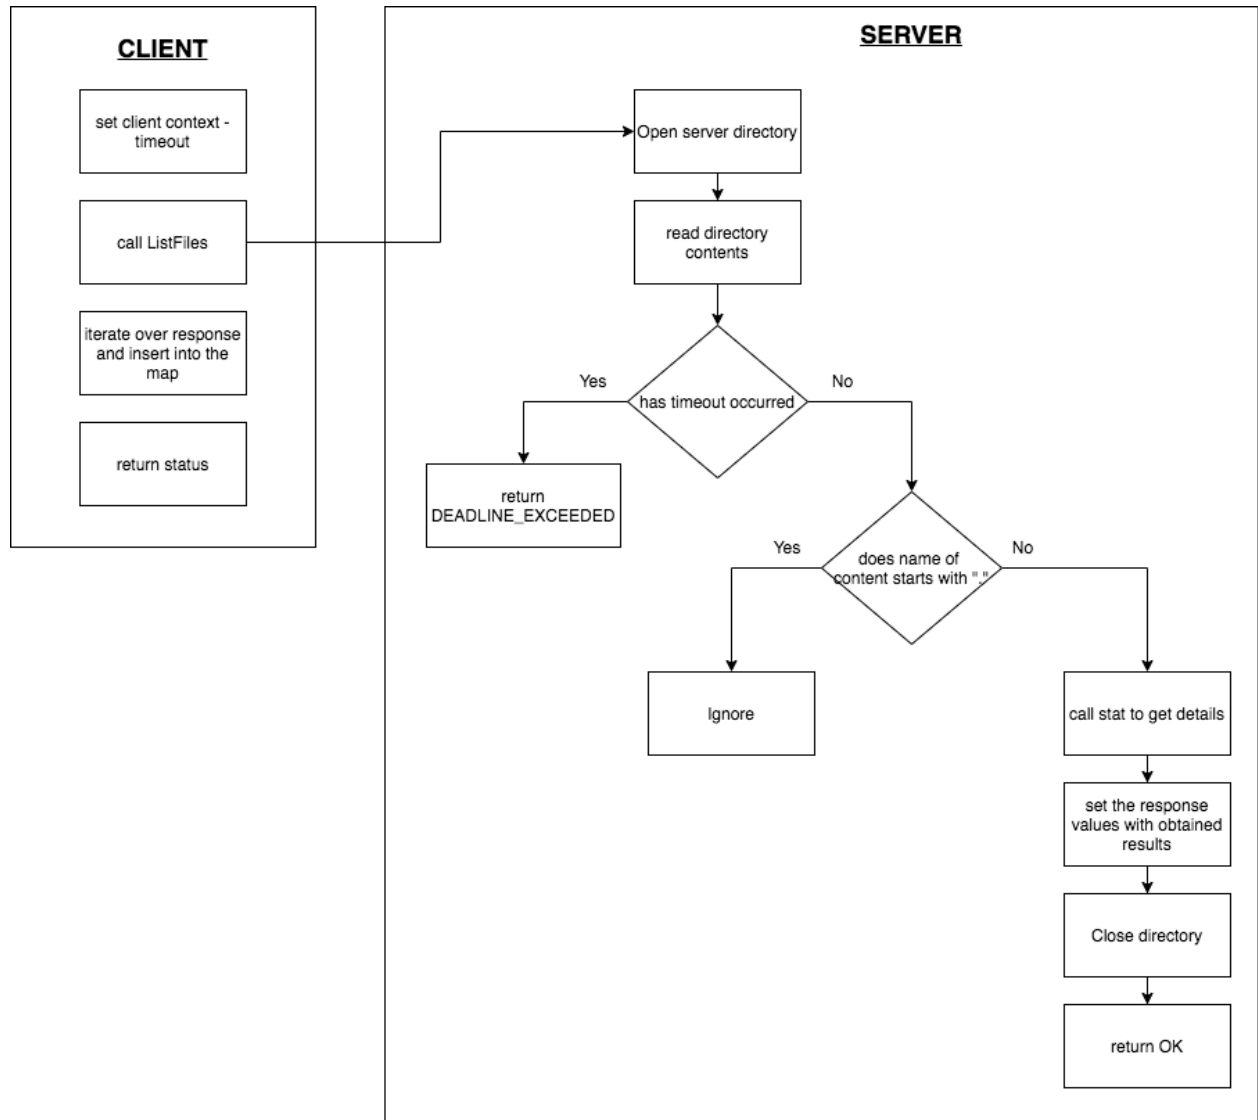 CLIENT
set client context -
timeout
call ListFiles
iterate over response
and insert into the
map
return status
SERVER
Open server directory
read directory
contents
has timeout occurred
Yes
No
return
DEADLINE_EXCEEDED
does name of
content starts with "."
Yes
No
Ignore
call stat to get details
set the response
values with obtained
results
Close directory
return OK